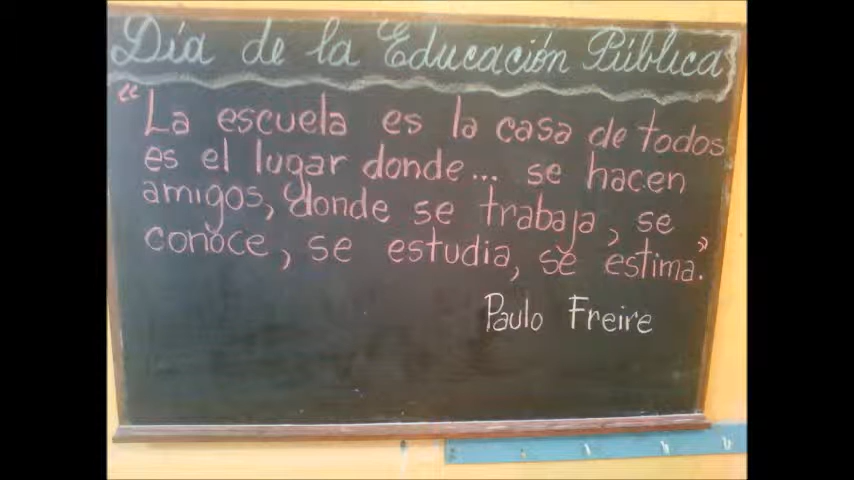 Día de la Educación Pública
"La escuela es la casa de todos
es el lugar donde... se hacen
amigos, donde se trabaja, se
conoce, se estudia, se estima."
Paulo Freire